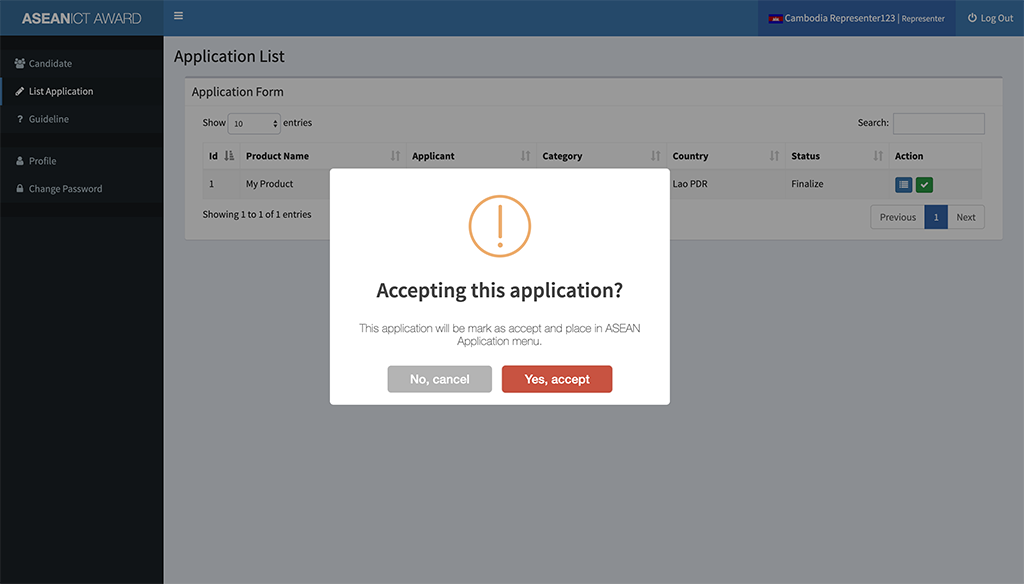 ASEANICT AWARD
Cambodia Representer123 | Representer
Log Out
Candidate
List Application
Guideline
Profile
Change Password
Application List
Application Form
Show 10 entries
Search:
Id Product Name Applicant Category Country Status Action
1 My Product Lao PDR Finalize
Showing 1 to 1 of 1 entries
Previous 1 Next
Accepting this application?
This application will be mark as accept and place in ASEAN
Application menu.
No, cancel
Yes, accept